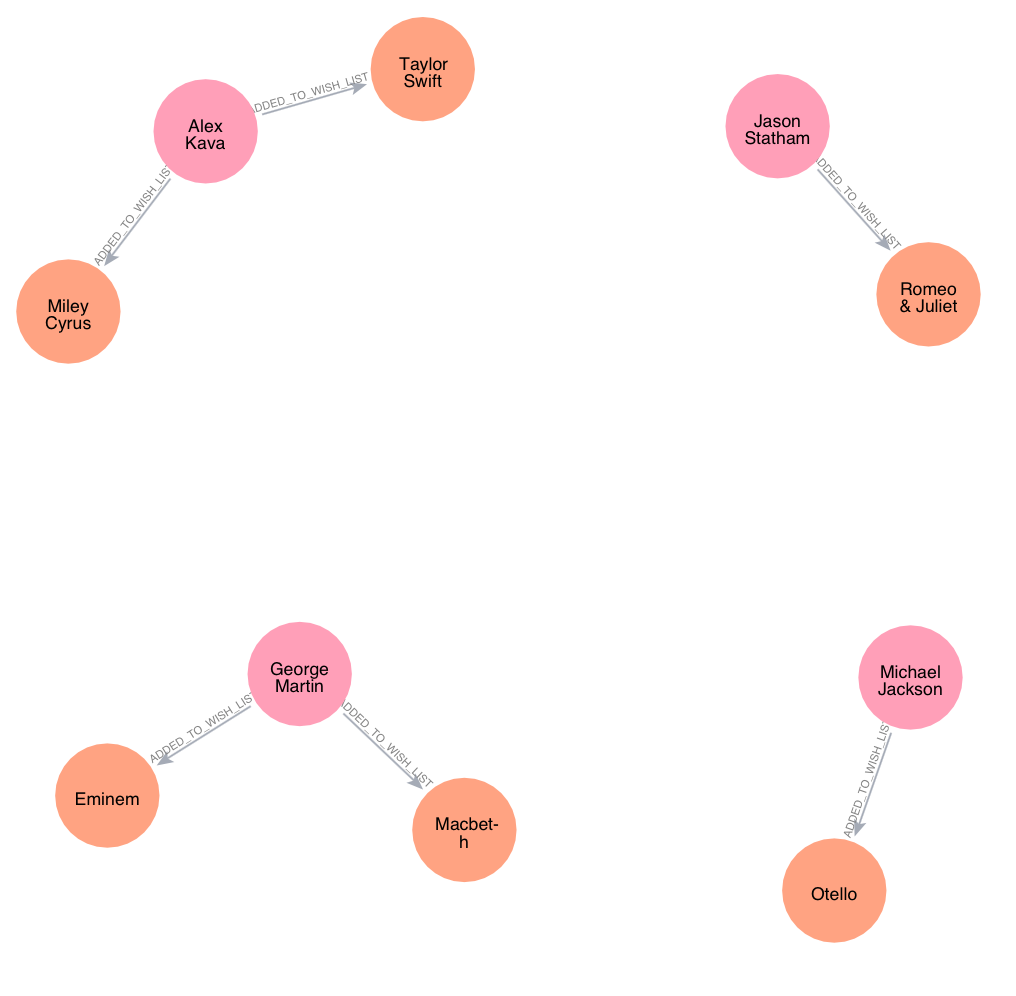 Taylor
Swift
ADDED_TO_WISH_LIST
Alex
Kava
ADDED_TO_WISH_LIST
Miley
Cyrus
Jason
Statham
ADDED_TO_WISH_LIST
Romeo
& Juliet
George
Martin
ADDED_TO_WISH_LIST
ADDED_TO_WISH_LIST
Eminem
Macbet-
h
Michael
Jackson
ADDED_TO_WISH_LIST
Otello